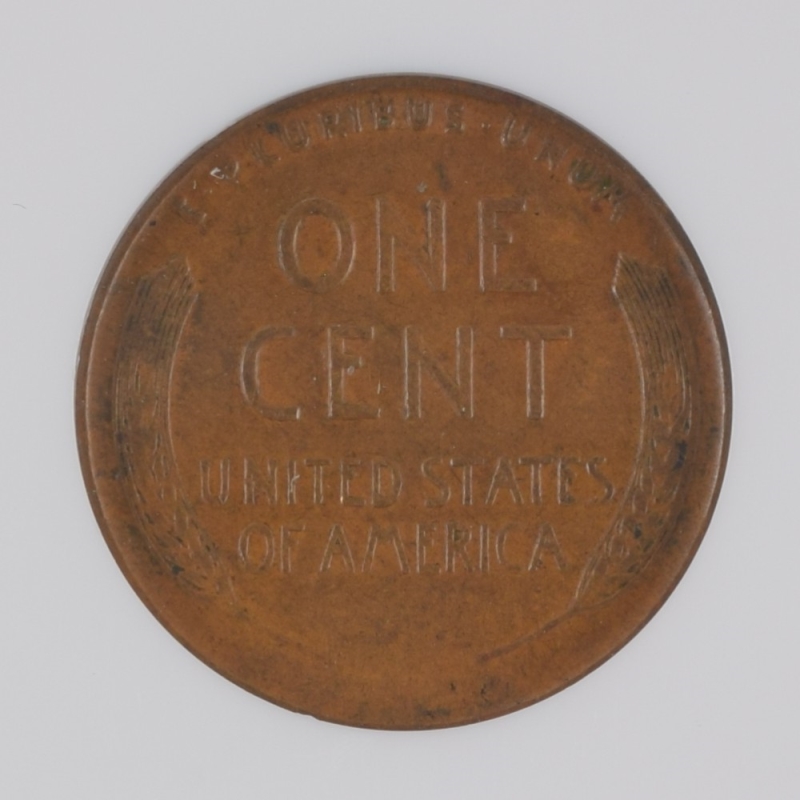 E·PLURIBUS·UNUM
ONE
CENT
UNITED STATES
OF AMERICA